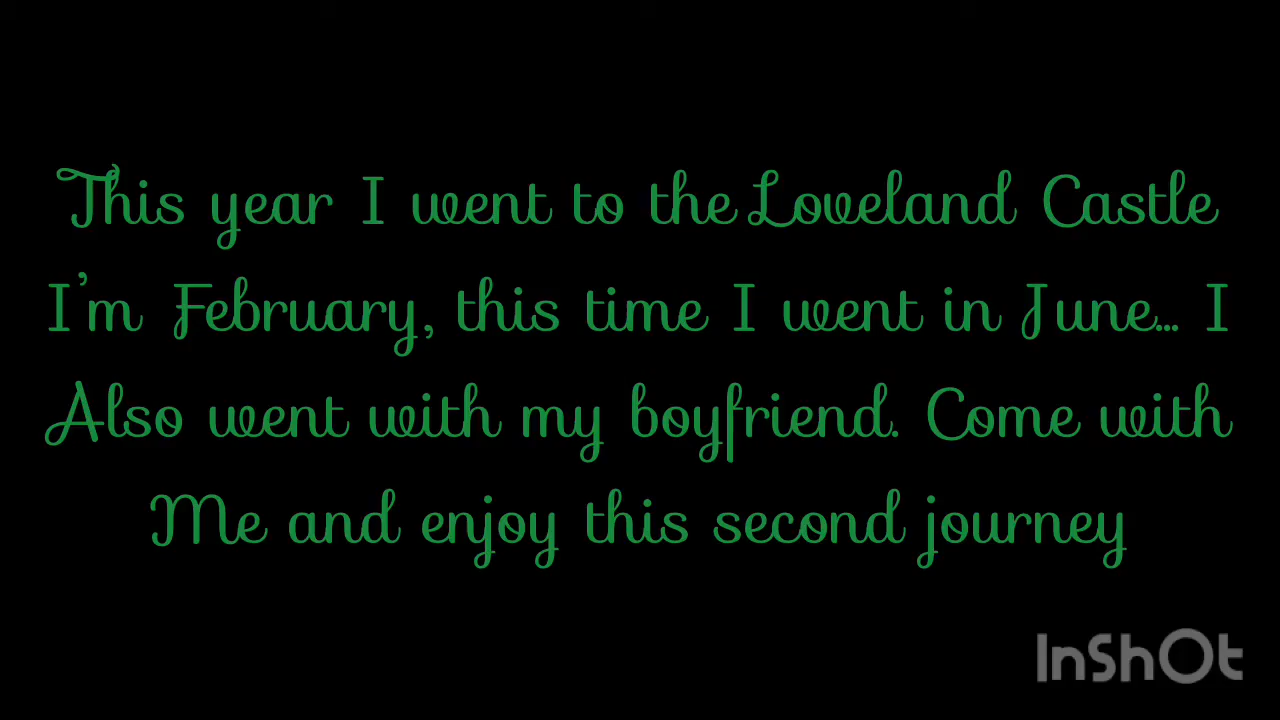 This year I went to the Loveland Castle
I'm February, this time I went in June... I
Also went with my boyfriend. Come with
Me and enjoy this second journey
InShOt